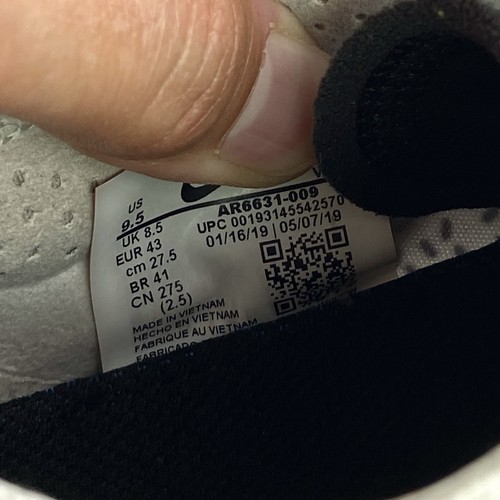 US
9.5
UK 8.5
EUR 43
cm 27.5
BR 41
CN 275
(2.5)
AR6631-009
UPC 00193145542570
01/16/19 | 05/07/19
MADE IN VIETNAM
HECHO EN VIETNAM
FABRIQUE AU VIETNAM
FABRICADO